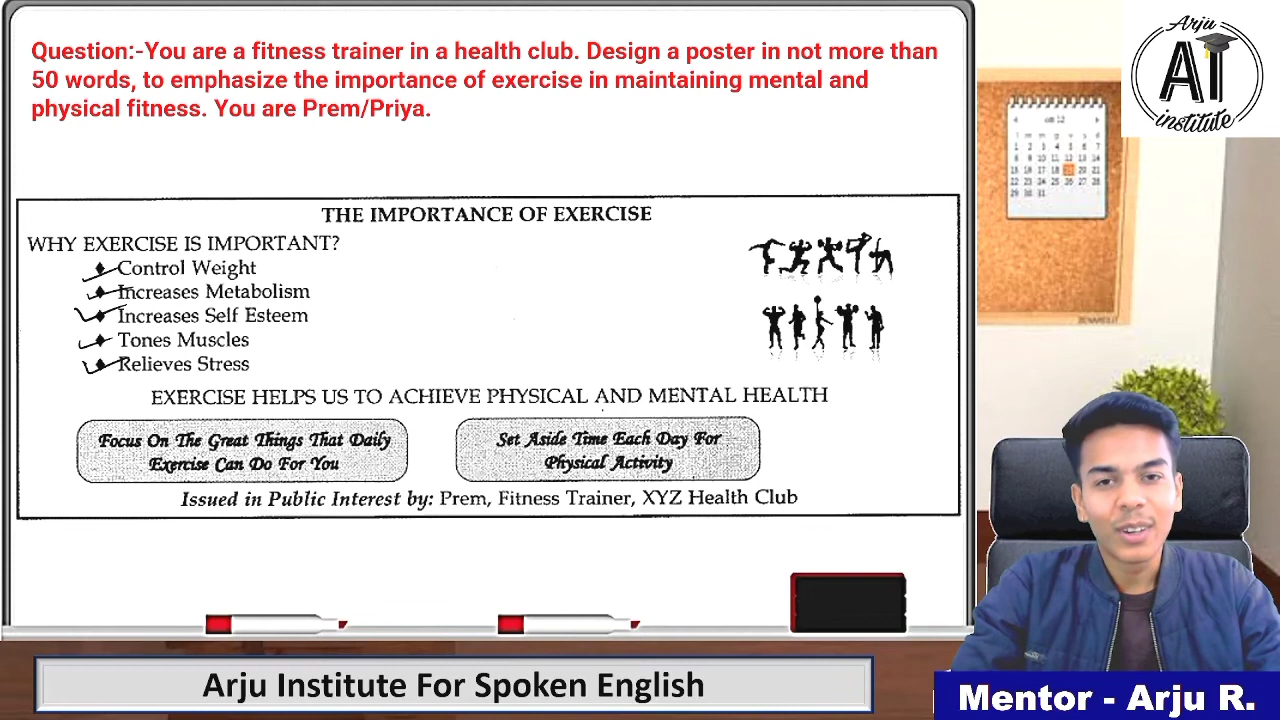 Question:-You are a fitness trainer in a health club. Design a poster in not more than
50 words, to emphasize the importance of exercise in maintaining mental and
physical fitness. You are Prem/Priya.
THE IMPORTANCE OF EXERCISE
WHY EXERCISE IS IMPORTANT?
Control Weight
Increases Metabolism
Increases Self Esteem
Tones Muscles
Relieves Stress
EXERCISE HELPS US TO ACHIEVE PHYSICAL AND MENTAL HEALTH
Focus On The Great Things That Daily
Exercise Can Do For You
Set Aside Time Each Day For
Physical Activity
Issued in Public Interest by: Prem, Fitness Trainer, XYZ Health Club
Arju Institute For Spoken English
Arju
AI
institute
Mentor - Arju R.